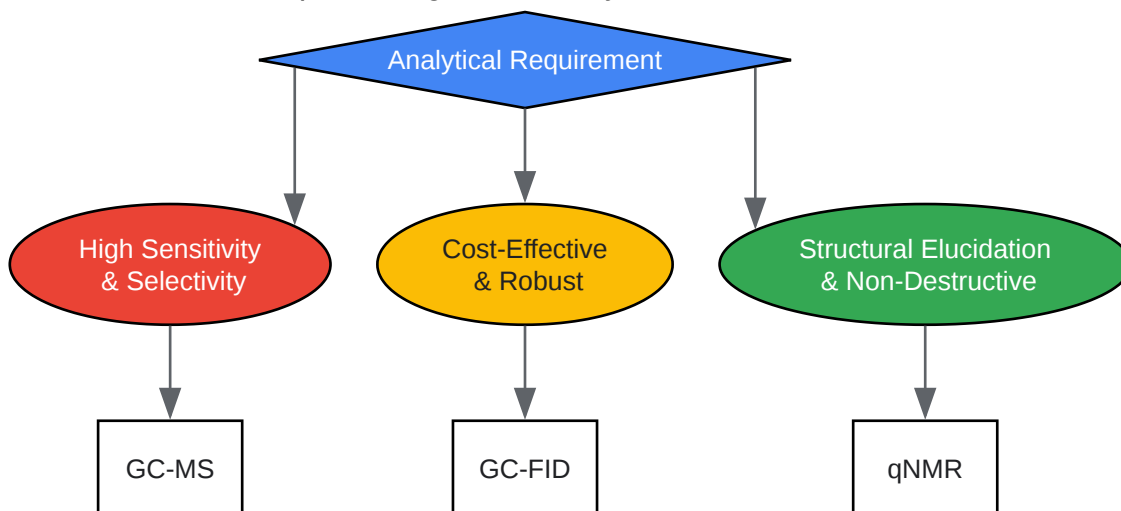 Analytical Requirement
High Sensitivity
& Selectivity
Cost-Effective
& Robust
Structural Elucidation
& Non-Destructive
GC-MS
GC-FID
qNMR